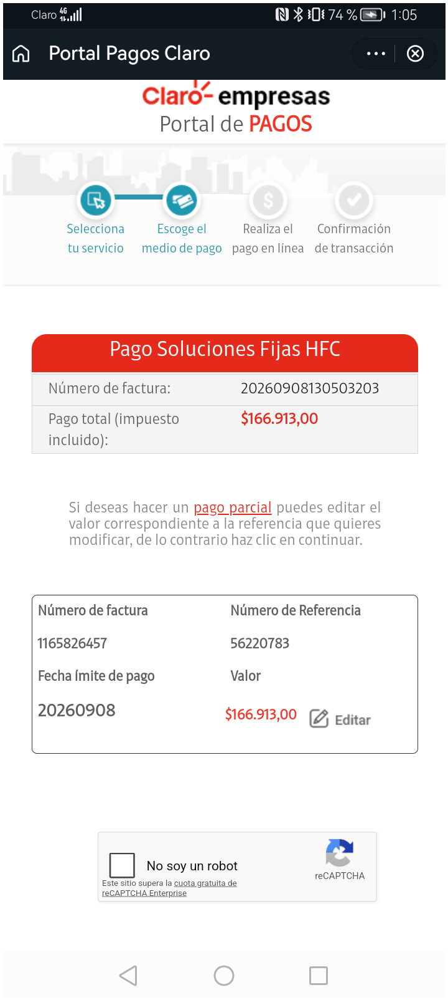 Claro 4G 74 % 1:05
Portal Pagos Claro
Claro empresas
Portal de PAGOS
Selecciona tu servicio
Escoge el medio de pago
Realiza el pago en línea
Confirmación de transacción
Pago Soluciones Fijas HFC
Número de factura: 20260908130503203
Pago total (impuesto incluido): $166.913,00
Si deseas hacer un pago parcial puedes editar el
valor correspondiente a la referencia que quieres
modificar, de lo contrario haz clic en continuar.
Número de factura Número de Referencia
1165826457 56220783
Fecha ímite de pago Valor
20260908 $166.913,00 Editar
No soy un robot
reCAPTCHA
Este sitio supera la cuota gratuita de
reCAPTCHA Enterprise